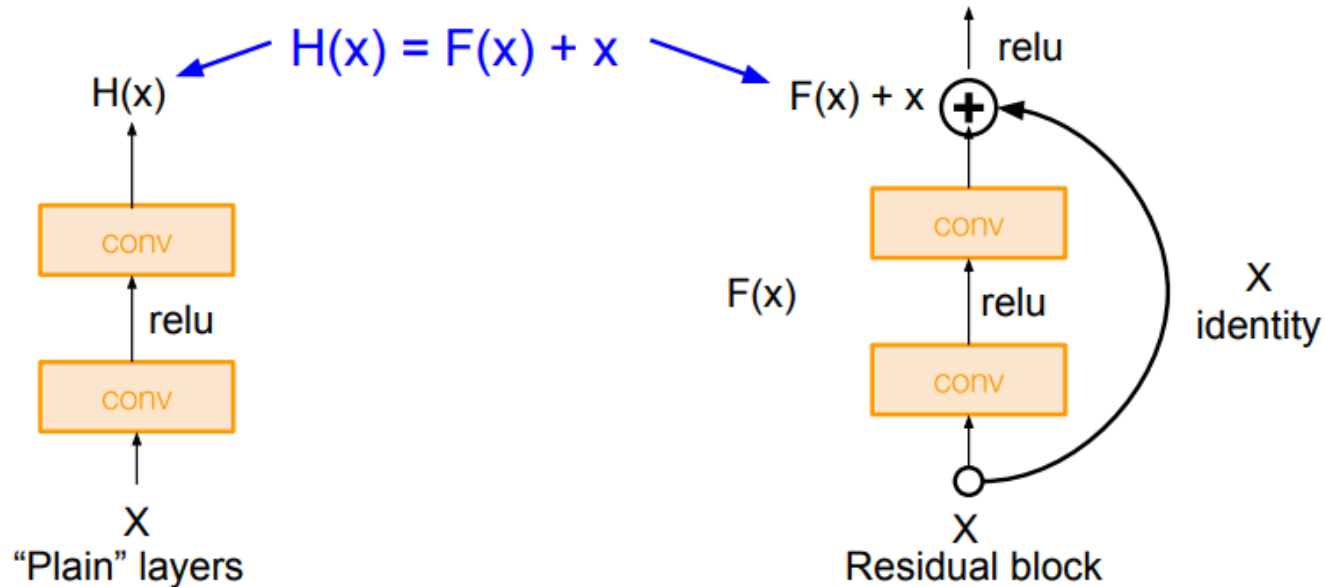 H(x) = F(x) + x
H(x)
conv
relu
conv
X
“Plain” layers
relu
F(x) + x
+
conv
F(x)
relu
conv
X
identity
X
Residual block